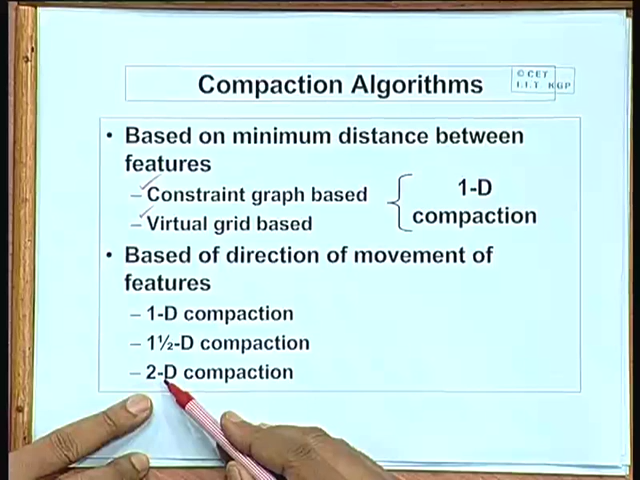 Compaction Algorithms
© CET
I.I.T KGP
• Based on minimum distance between
features
– Constraint graph based
– Virtual grid based
1-D
compaction
• Based of direction of movement of
features
– 1-D compaction
– 1½-D compaction
– 2-D compaction